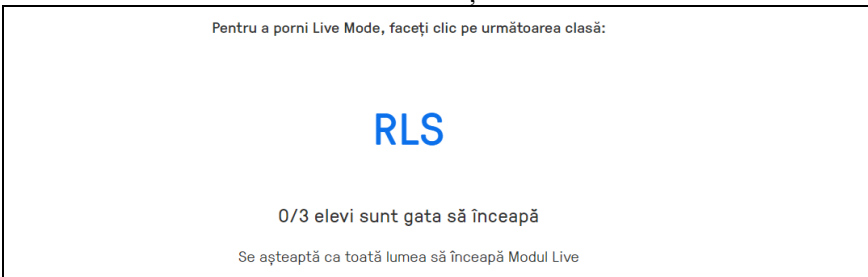 Pentru a porni Live Mode, faceți clic pe următoarea clasă:
RLS
0/3 elevi sunt gata să înceapă
Se așteaptă ca toată lumea să înceapă Modul Live